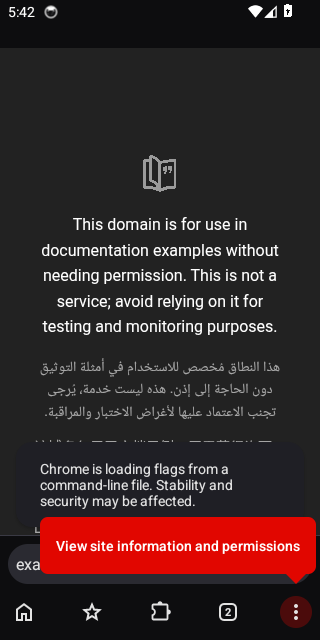 5:42
This domain is for use in
documentation examples without
needing permission. This is not a
service; avoid relying on it for
testing and monitoring purposes.
هذا النطاق مُخصص للاستخدام في أمثلة التوثيق
دون الحاجة إلى إذن. هذه ليست خدمة، يُرجى
تجنب الاعتماد عليها لأغراض الاختبار والمراقبة.
Chrome is loading flags from a
command-line file. Stability and
security may be affected.
View site information and permissions
exa
2